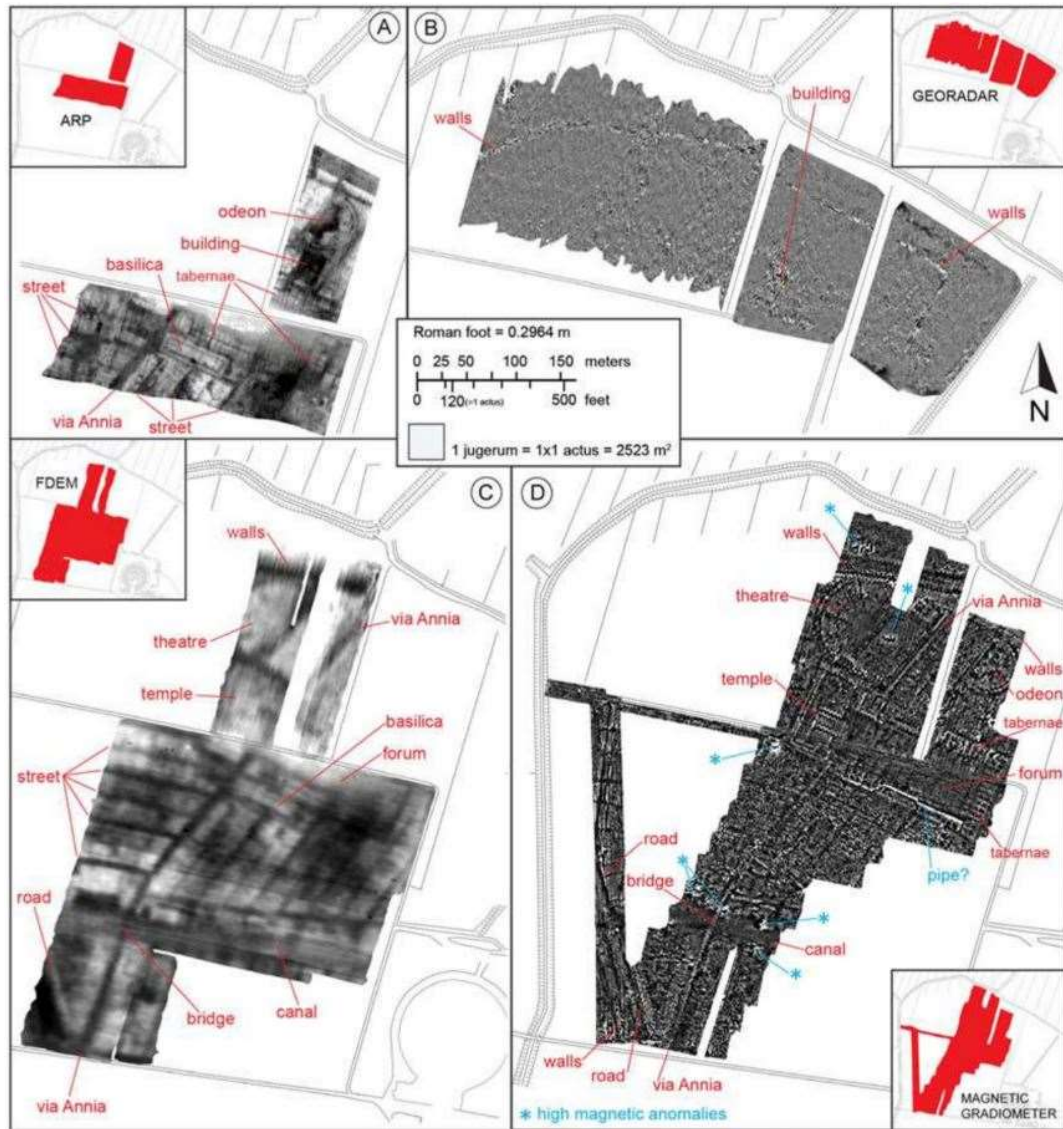 A
ARP
odeon
building
basilica
tabernae
street
via Annia
street
B
GEORADAR
building
walls
walls
Roman foot = 0.2964 m
0 25 50 100 150 meters
0 120(=1 actus) 500 feet
1 jugerum = 1x1 actus = 2523 m²
N
FDEM
C
walls
via Annia
theatre
temple
basilica
forum
street
road
bridge
canal
via Annia
D
walls
theatre
via Annia
walls
odeon
temple
tabernae
forum
road
tabernae
bridge
pipe?
canal
walls
road
via Annia
* high magnetic anomalies
MAGNETIC
GRADIOMETER